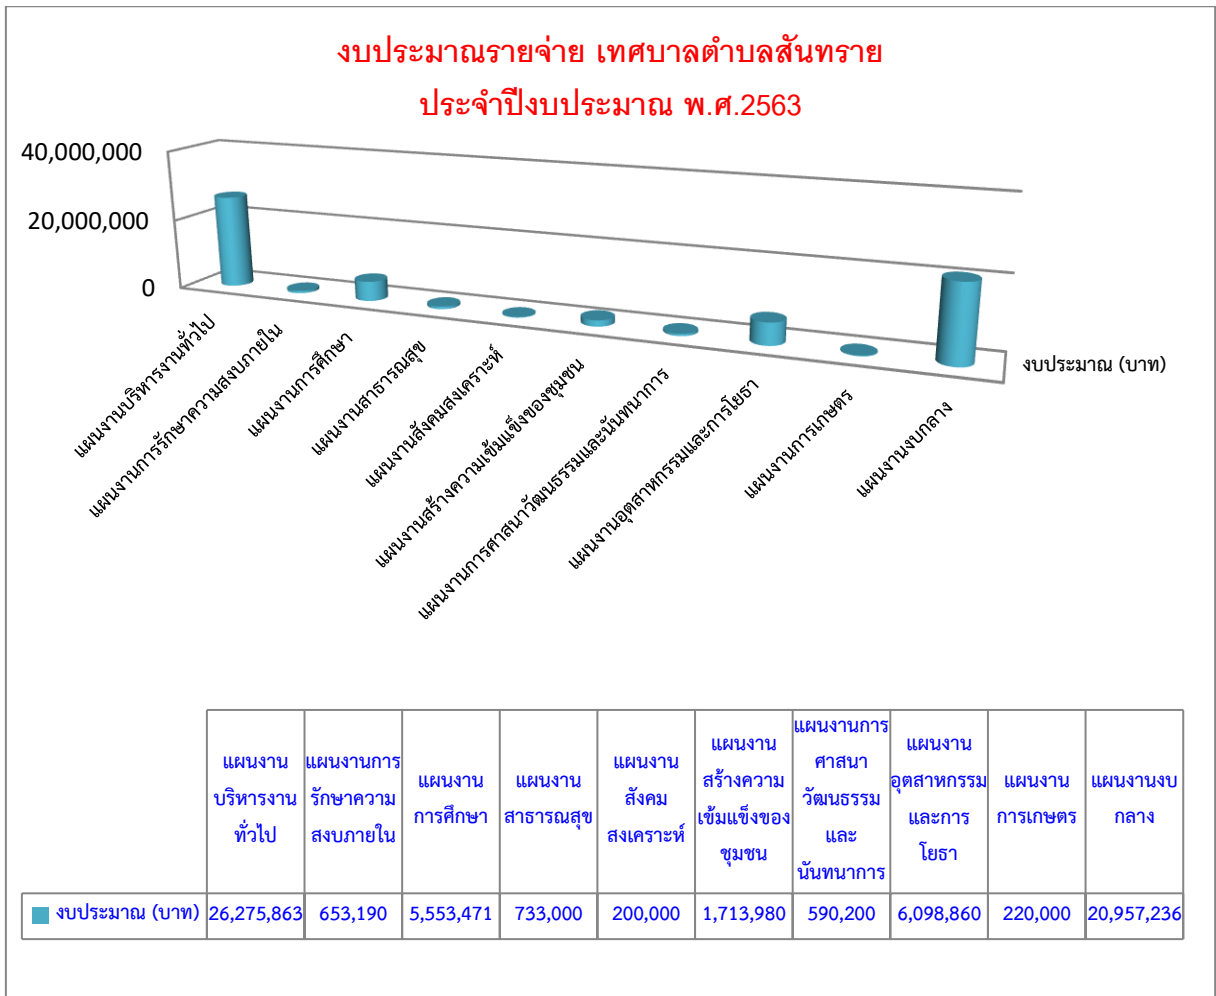 งบประมาณรายจ่าย เทศบาลตำบลสันทราย
ประจำปีงบประมาณ พ.ศ.2563
40,000,000
20,000,000
0
แผนงานบริหารงานทั่วไป
แผนงานการรักษาความสงบภายใน
แผนงานการศึกษา
แผนงานสาธารณสุข
แผนงานสังคมสงเคราะห์
แผนงานสร้างความเข้มแข็งของชุมชน
แผนงานการศาสนาวัฒนธรรมและนันทนาการ
แผนงานอุตสาหกรรมและการโยธา
แผนงานการเกษตร
แผนงานงบกลาง
งบประมาณ (บาท)
แผนงาน
บริหารงาน
ทั่วไป
แผนงานการ
รักษาความ
สงบภายใน
แผนงาน
การศึกษา
แผนงาน
สาธารณสุข
แผนงาน
สังคม
สงเคราะห์
แผนงาน
สร้างความ
เข้มแข็งของ
ชุมชน
แผนงานการ
ศาสนา
วัฒนธรรม
และ
นันทนาการ
แผนงาน
อุตสาหกรรม
และการ
โยธา
แผนงาน
การเกษตร
แผนงานงบ
กลาง
งบประมาณ (บาท) 26,275,863 653,190 5,553,471 733,000 200,000 1,713,980 590,200 6,098,860 220,000 20,957,236